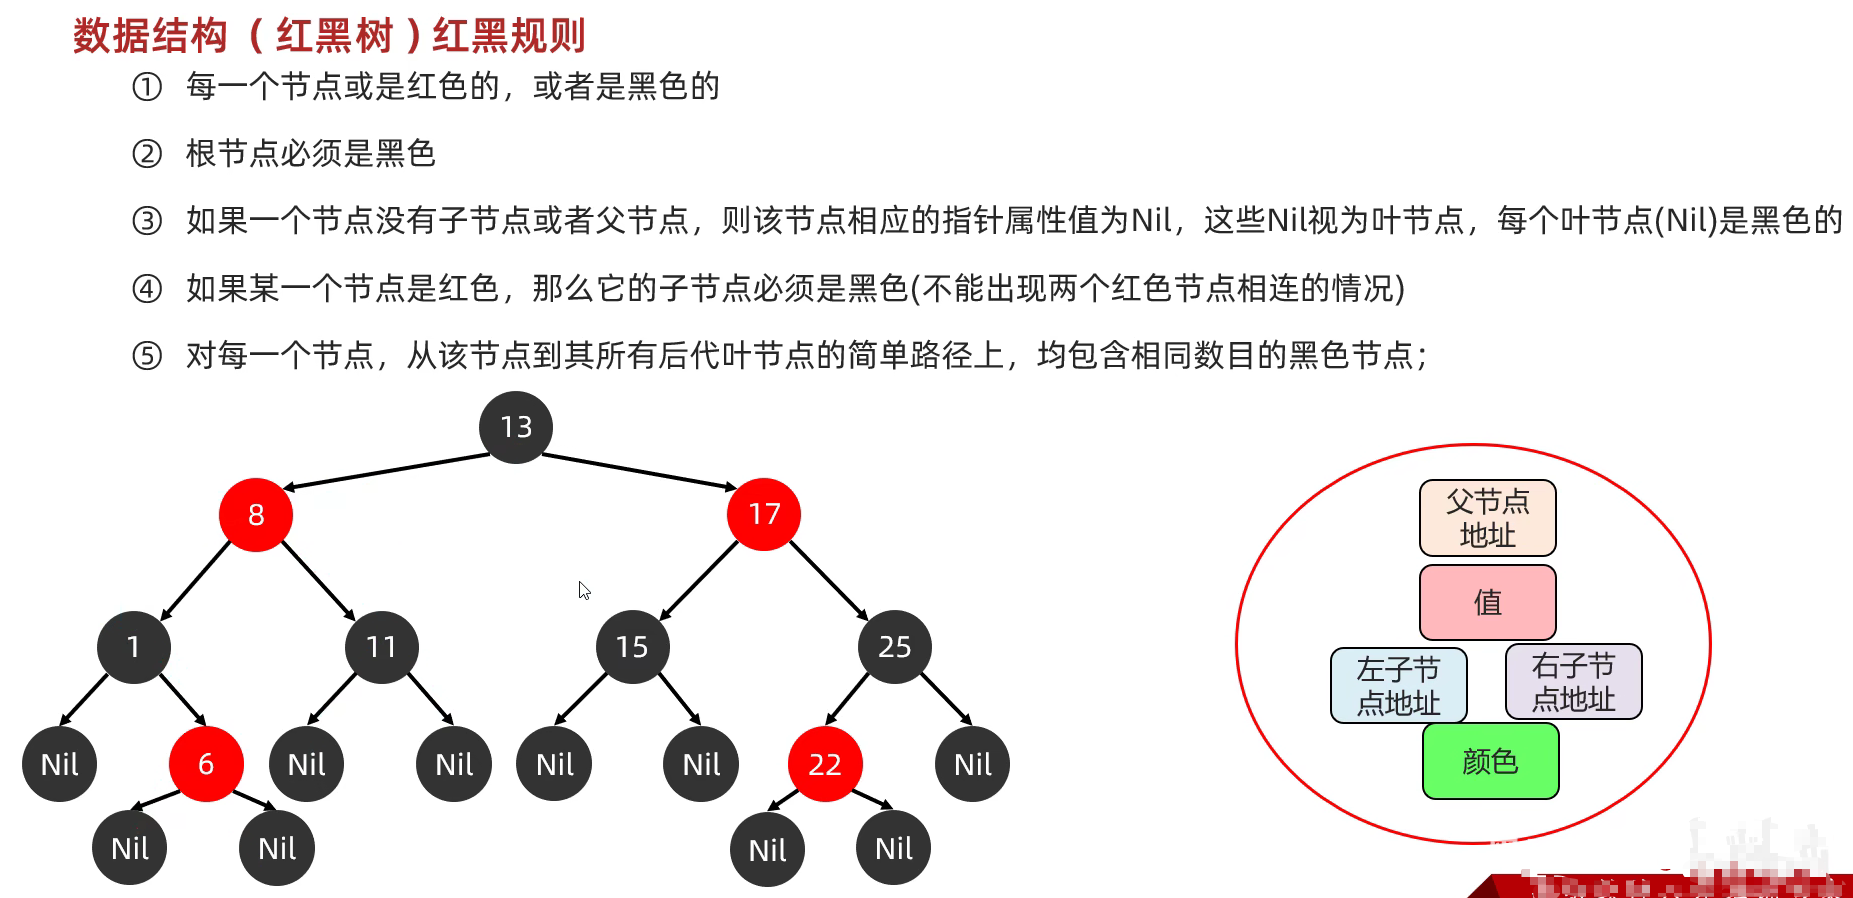 数据结构（红黑树）红黑规则
① 每一个节点或是红色的，或者是黑色的
② 根节点必须是黑色
③ 如果一个节点没有子节点或者父节点，则该节点相应的指针属性值为Nil，这些Nil视为叶节点，每个叶节点(Nil)是黑色的
④ 如果某一个节点是红色，那么它的子节点必须是黑色(不能出现两个红色节点相连的情况)
⑤ 对每一个节点，从该节点到其所有后代叶节点的简单路径上，均包含相同数目的黑色节点；
13
8 17
1 11 15 25
Nil 6 Nil Nil Nil Nil 22 Nil
Nil Nil Nil Nil
父节点
地址
值
左子节
点地址
右子节
点地址
颜色